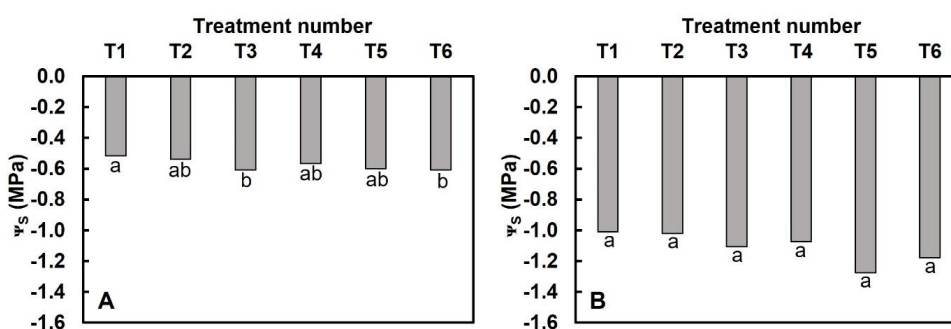 Treatment number
T1 T2 T3 T4 T5 T6
0.0
-0.2
-0.4
-0.6
-0.8
-1.0
-1.2
-1.4
-1.6
Ψs (MPa)
a ab b ab ab b
A
Treatment number
T1 T2 T3 T4 T5 T6
0.0
-0.2
-0.4
-0.6
-0.8
-1.0
-1.2
-1.4
-1.6
Ψs (MPa)
a a a a a a
B